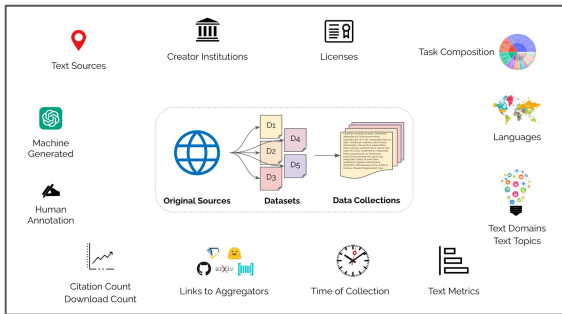 Text Sources
Creator Institutions
Licenses
Task Composition
Machine
Generated
Languages
D1
D2
D3
D4
D5
Original Sources
Datasets
Data Collections
Human
Annotation
Text Domains
Text Topics
Citation Count
Download Count
arXiv
Links to Aggregators
Time of Collection
Text Metrics